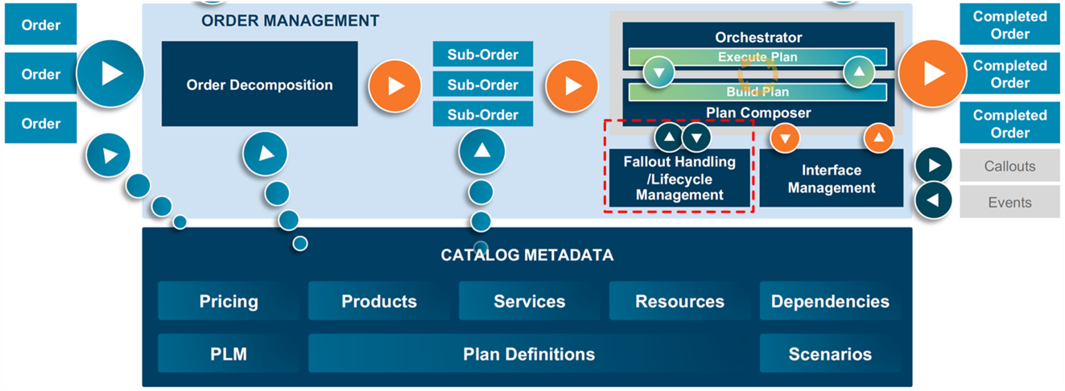 Order
Order
Order
ORDER MANAGEMENT
Order Decomposition
Sub-Order
Sub-Order
Sub-Order
Orchestrator
Execute Plan
Build Plan
Plan Composer
Fallout Handling
/Lifecycle
Management
Interface
Management
Completed
Order
Completed
Order
Completed
Order
Callouts
Events
CATALOG METADATA
Pricing
Products
Services
Resources
Dependencies
PLM
Plan Definitions
Scenarios